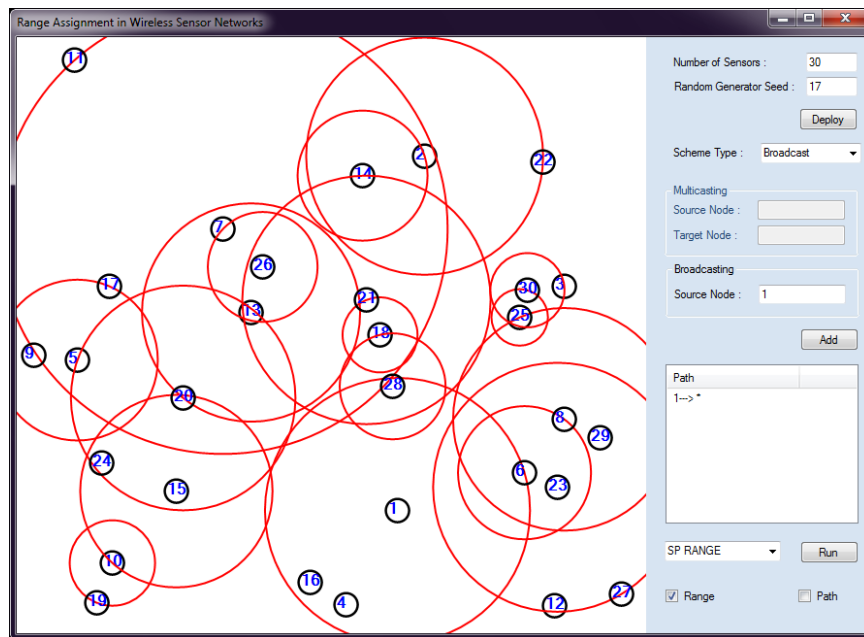 Range Assignment in Wireless Sensor Networks
11
2
22
14
7
26
17
30
3
21
13
25
18
9
5
28
20
8
29
24
6
15
23
1
10
16
19
4
12
27
Number of Sensors : 30
Random Generator Seed : 17
Deploy
Scheme Type : Broadcast
Multicasting
Source Node :
Target Node :
Broadcasting
Source Node : 1
Add
Path
1---> *
SP RANGE
Run
Range
Path